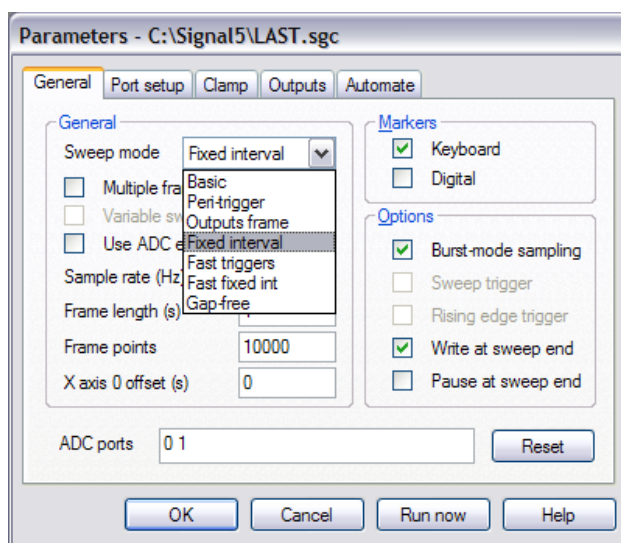 Parameters - C:\Signal5\LAST.sgc
General Port setup Clamp Outputs Automate
General
Sweep mode Fixed interval
Basic
Peri-trigger
Outputs frame
Fixed interval
Fast triggers
Fast fixed int
Gap-free
Multiple fra
Variable sw
Use ADC e
Sample rate (Hz)
Frame length (s)
Frame points 10000
X axis 0 offset (s) 0
Markers
Keyboard
Digital
Options
Burst-mode sampling
Sweep trigger
Rising edge trigger
Write at sweep end
Pause at sweep end
ADC ports 0 1
Reset
OK Cancel Run now Help